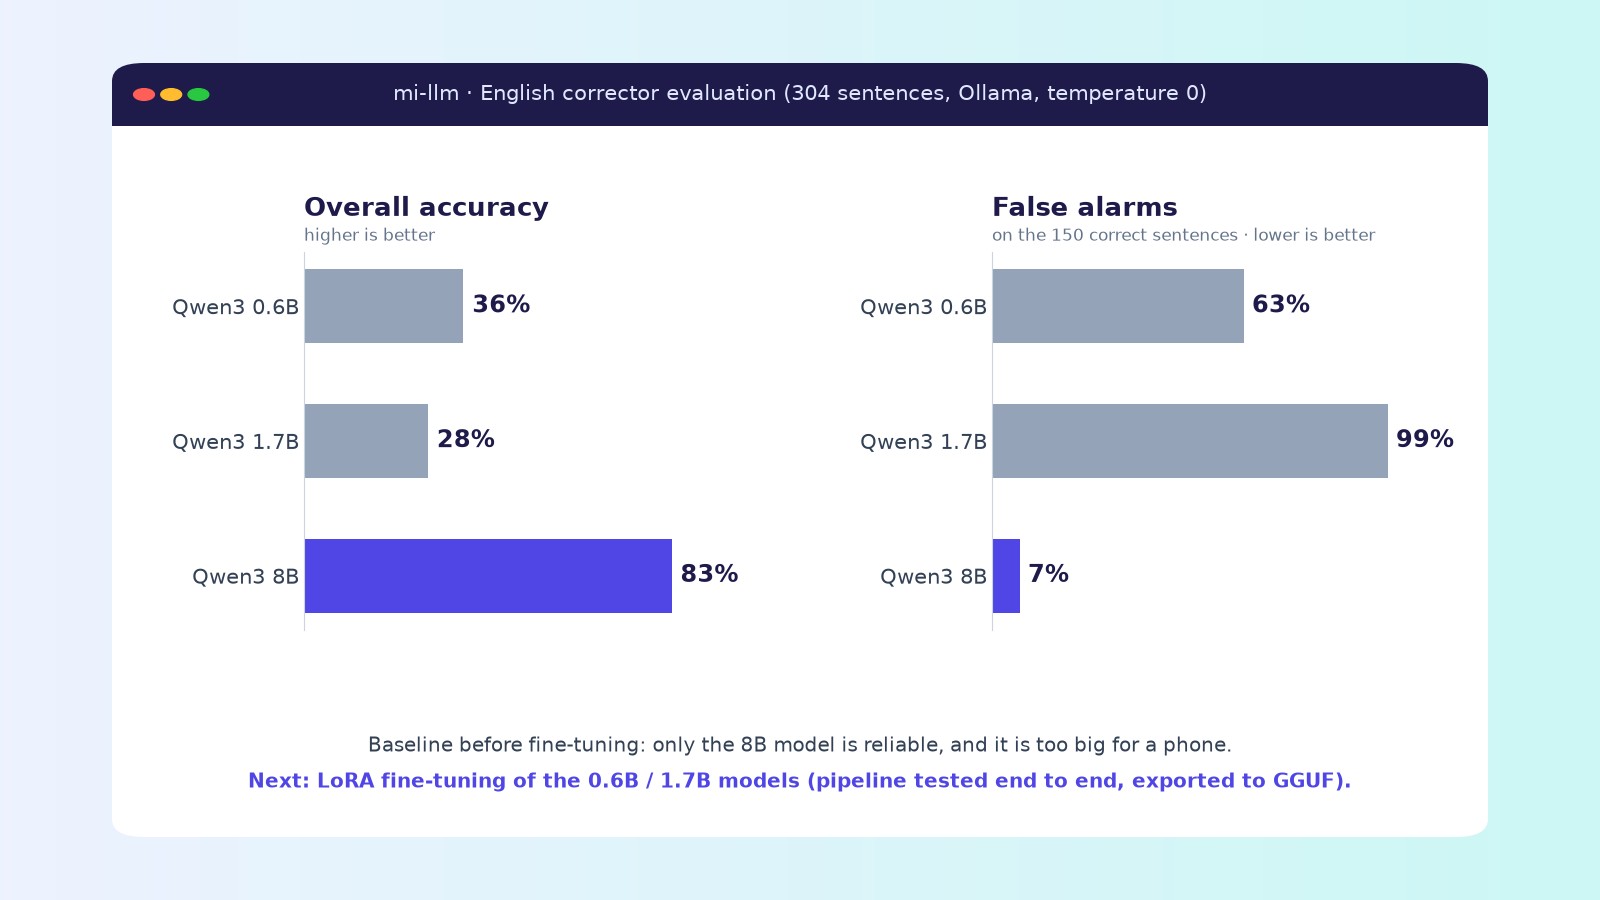 mi-llm · English corrector evaluation (304 sentences, Ollama, temperature 0)
Overall accuracy
higher is better
Qwen3 0.6B 36%
Qwen3 1.7B 28%
Qwen3 8B 83%
False alarms
on the 150 correct sentences · lower is better
Qwen3 0.6B 63%
Qwen3 1.7B 99%
Qwen3 8B 7%
Baseline before fine-tuning: only the 8B model is reliable, and it is too big for a phone.
Next: LoRA fine-tuning of the 0.6B / 1.7B models (pipeline tested end to end, exported to GGUF).